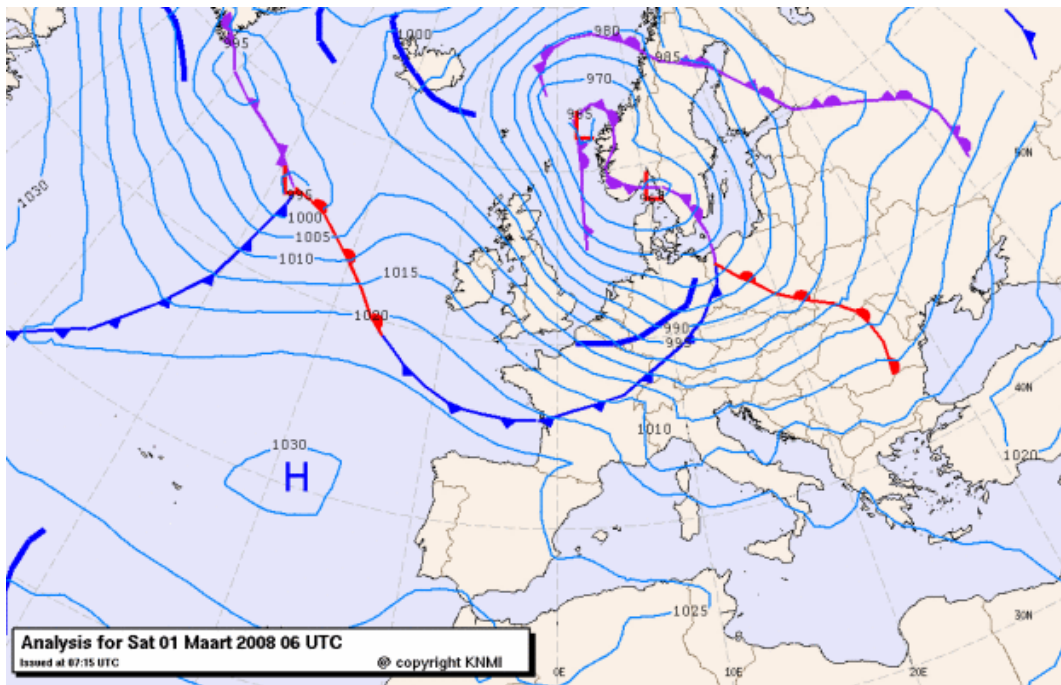 995
1000
980
985
970
965
50N
1030
995
1000
1005
1010
1015
1020
L
L
L
990
995
40N
1010
1030
H
1020
1025
30N
Analysis for Sat 01 Maart 2008 06 UTC
Issued at 07:15 UTC
@ copyright KNMI
0E
10E
20E